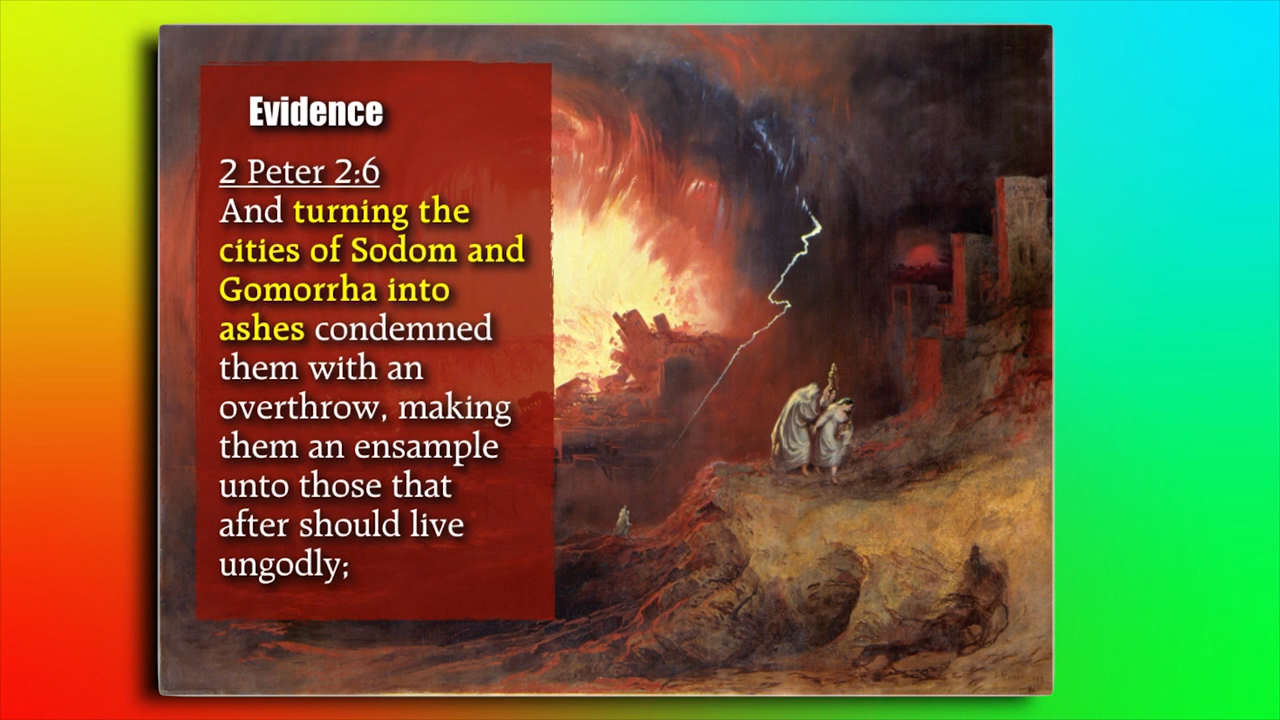 Evidence
2 Peter 2:6
And turning the
cities of Sodom and
Gomorrha into
ashes condemned
them with an
overthrow, making
them an ensample
unto those that
after should live
ungodly;